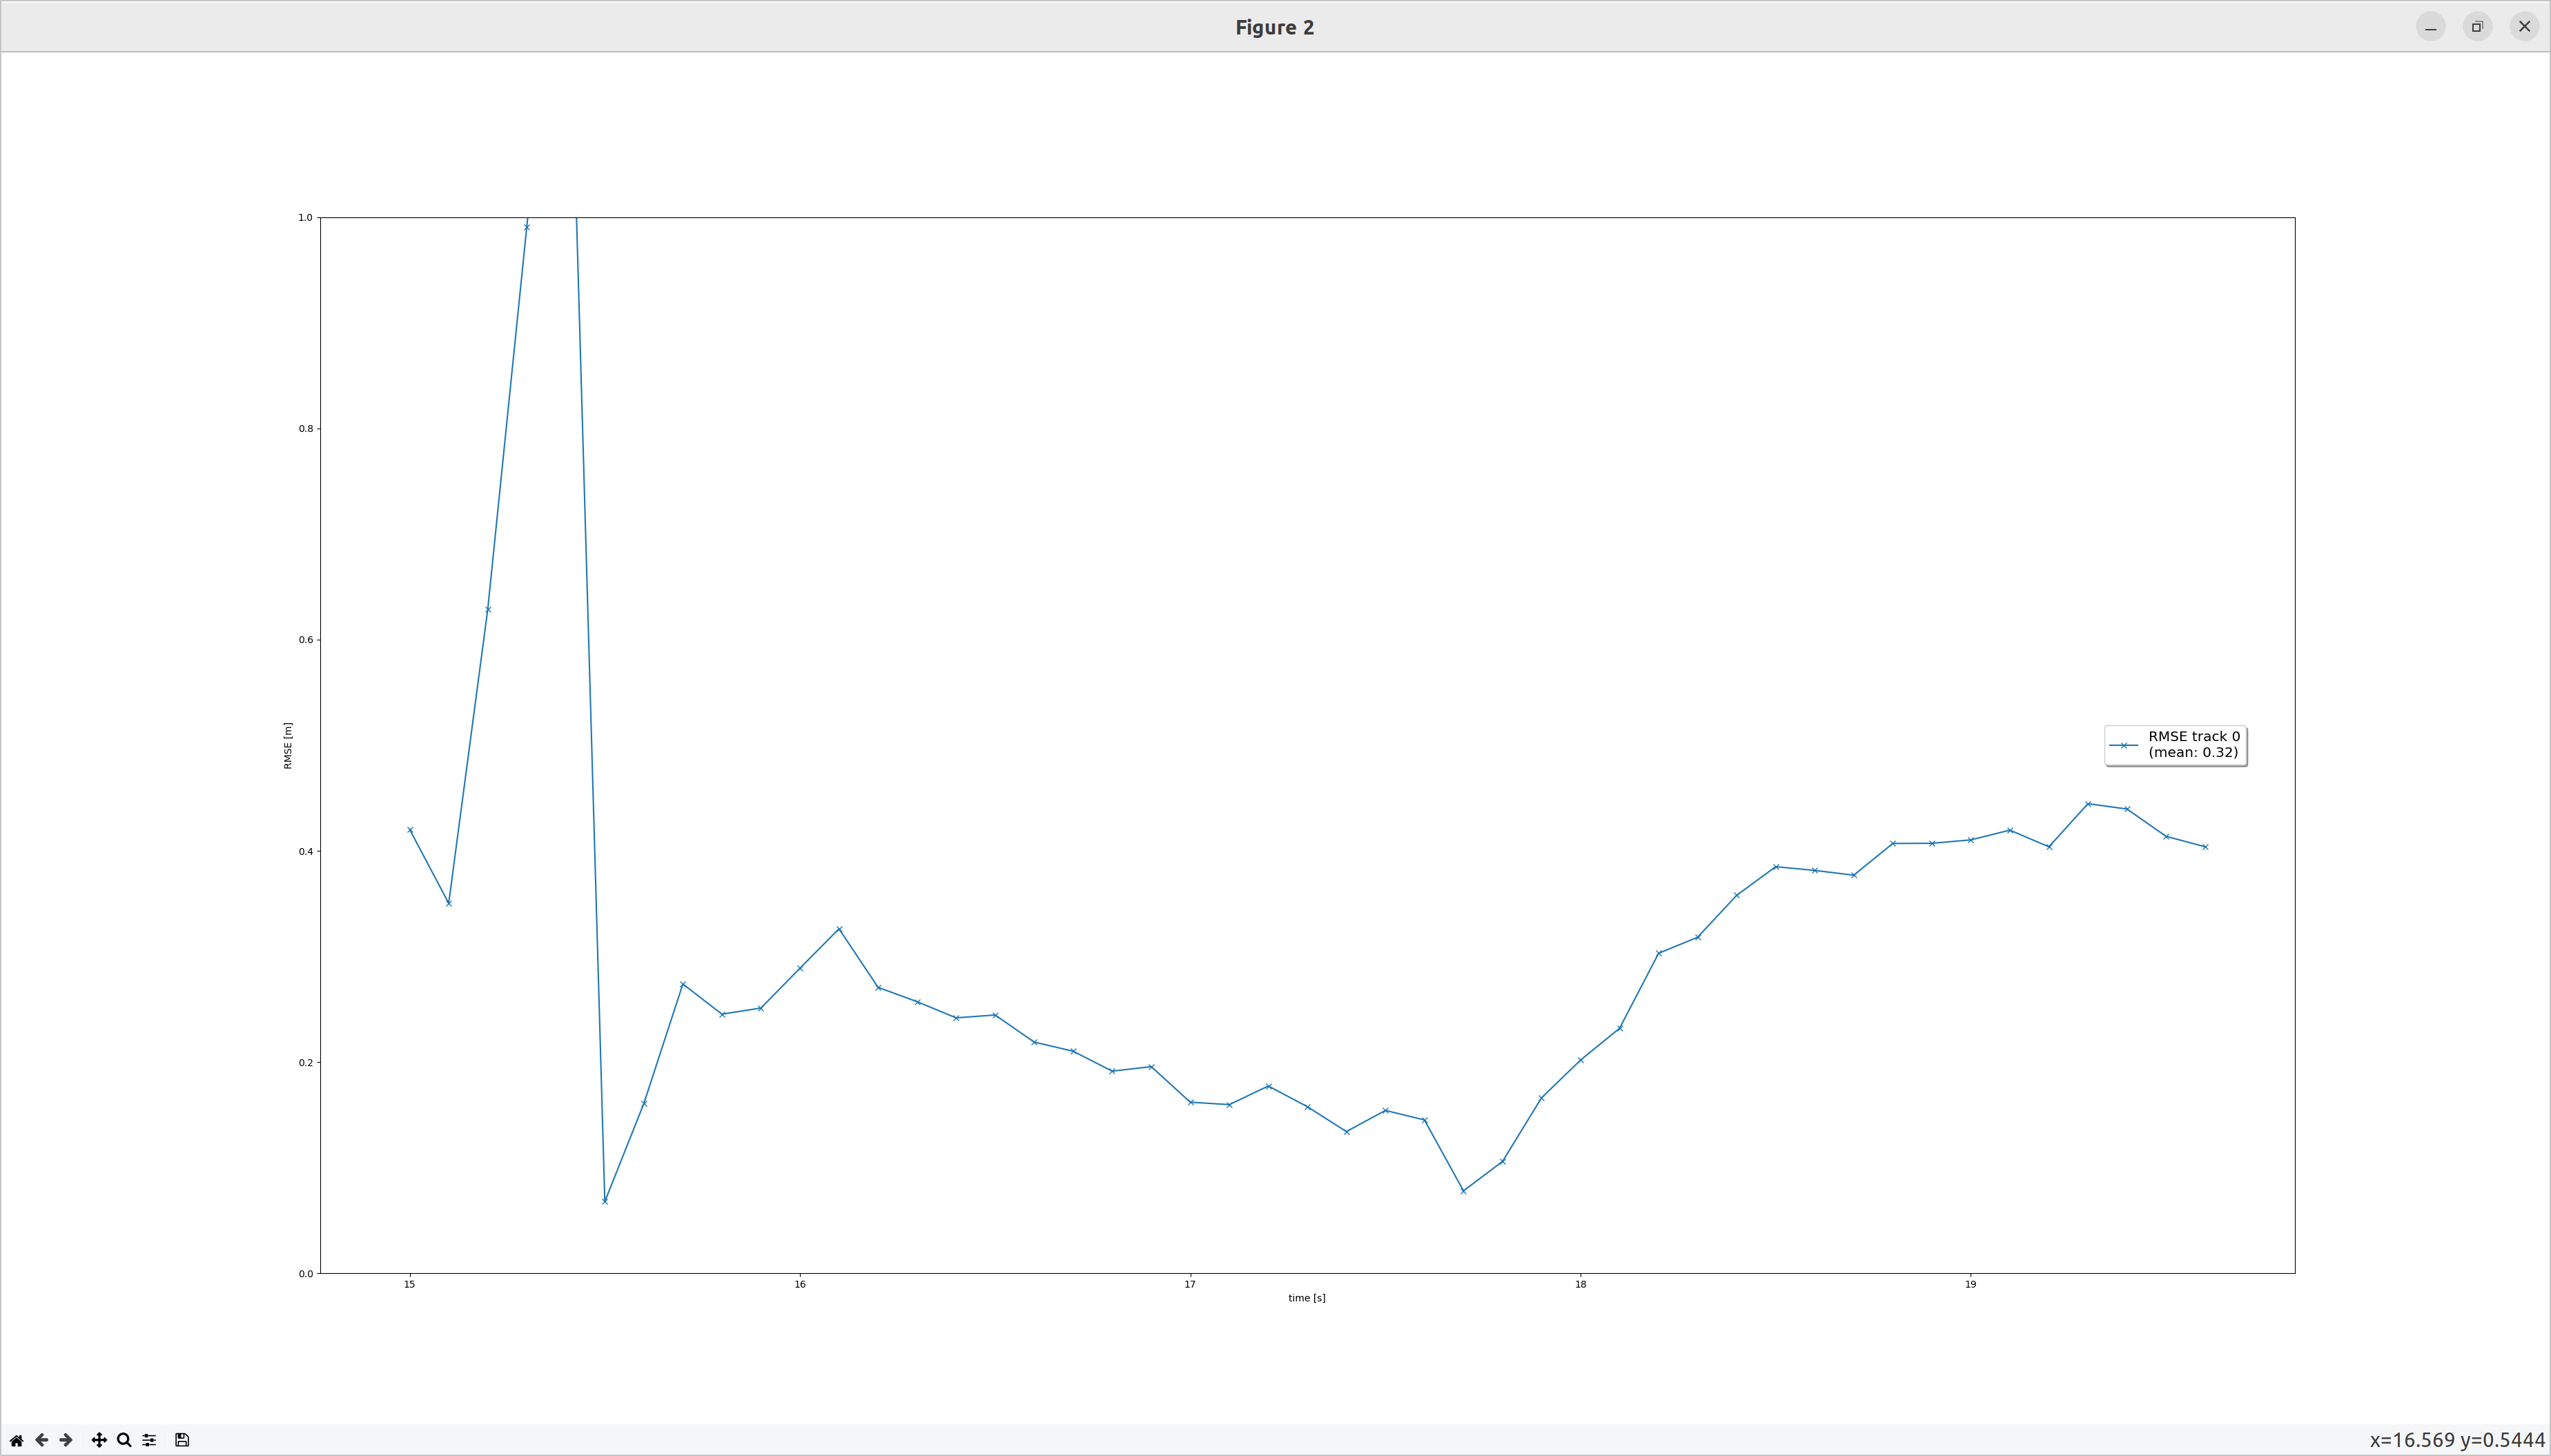 Figure 2
1.0
0.8
0.6
0.4
0.2
0.0
RMSE [m]
RMSE track 0
(mean: 0.32)
15 16 17 18 19
time [s]
x=16.569 y=0.5444